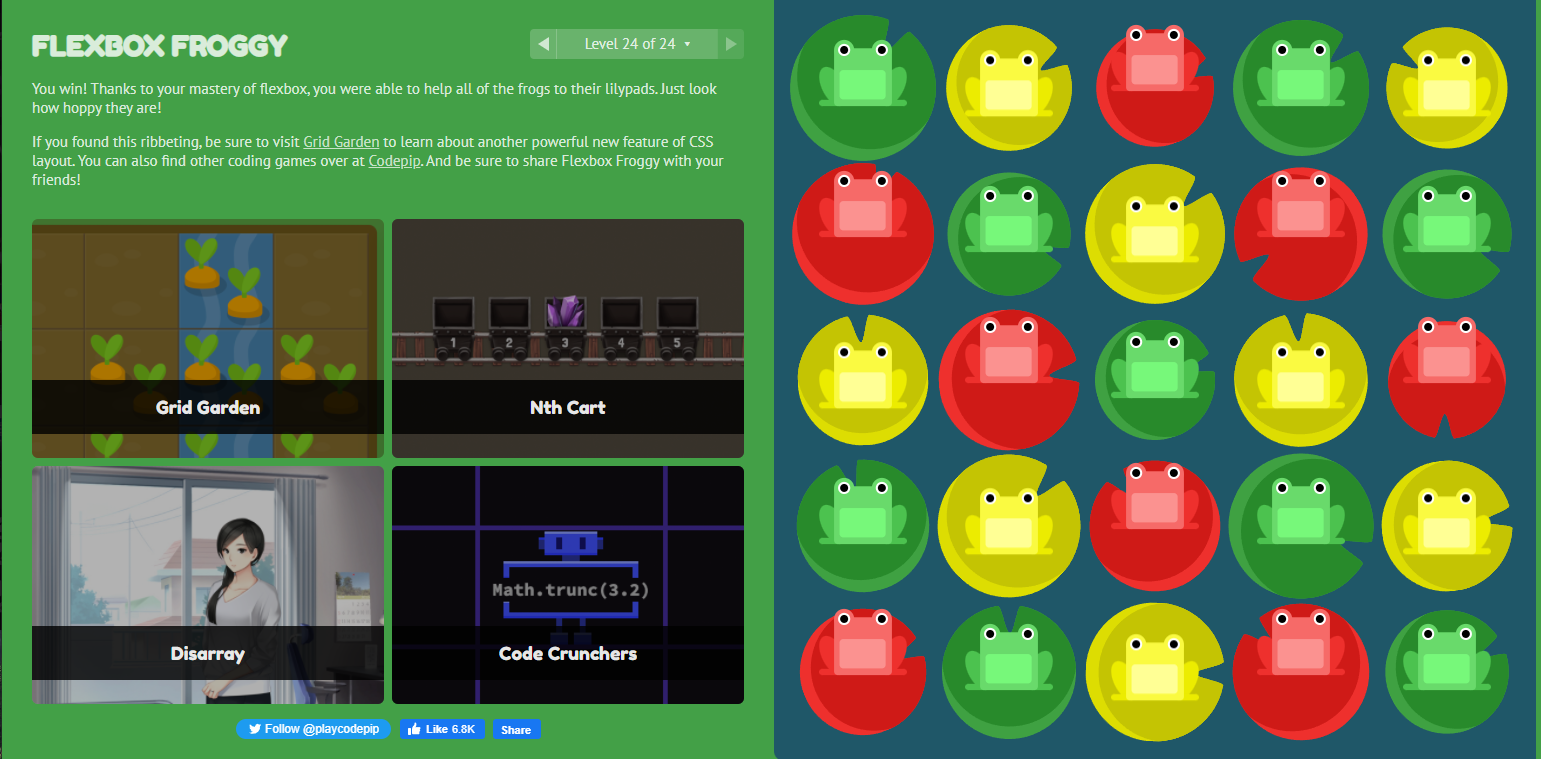 FLEXBOX FROGGY
Level 24 of 24
You win! Thanks to your mastery of flexbox, you were able to help all of the frogs to their lilypads. Just look
how hoppy they are!
If you found this ribbeting, be sure to visit Grid Garden to learn about another powerful new feature of CSS
layout. You can also find other coding games over at Codepip. And be sure to share Flexbox Froggy with your
friends!
1 2 3 4 5
Grid Garden
Nth Cart
Math.trunc(3.2)
Disarray
Code Crunchers
Follow @playcodepip
Like 6.8K
Share